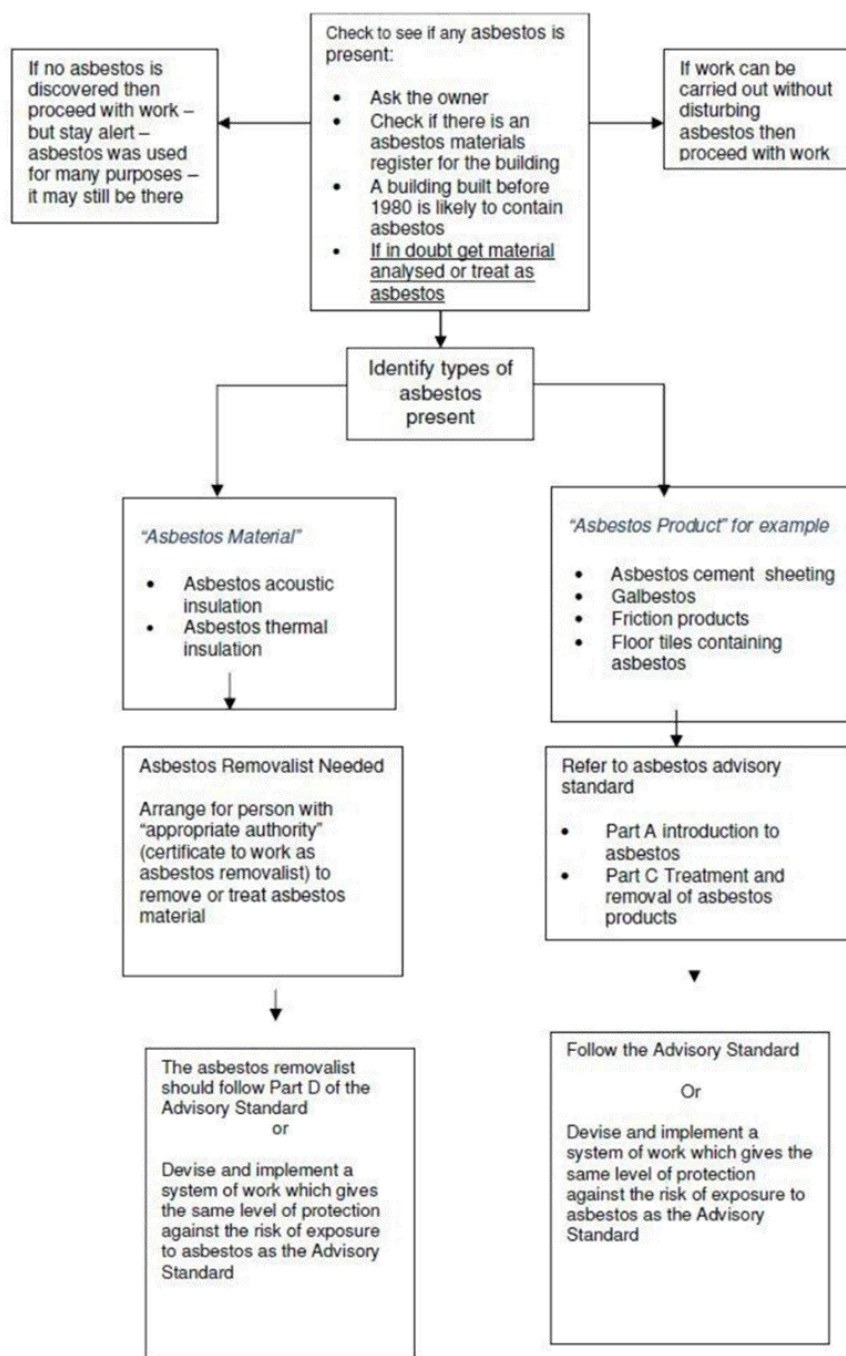 Check to see if any asbestos is
present:
• Ask the owner
• Check if there is an
asbestos materials
register for the building
• A building built before
1980 is likely to contain
asbestos
• If in doubt get material
analysed or treat as
asbestos
If no asbestos is
discovered then
proceed with work –
but stay alert –
asbestos was used
for many purposes –
it may still be there
If work can be
carried out without
disturbing
asbestos then
proceed with work
Identify types of
asbestos
present
“Asbestos Material”
• Asbestos acoustic
insulation
• Asbestos thermal
insulation
“Asbestos Product” for example
• Asbestos cement sheeting
• Galbestos
• Friction products
• Floor tiles containing
asbestos
Asbestos Removalist Needed
Arrange for person with
“appropriate authority”
(certificate to work as
asbestos removalist) to
remove or treat asbestos
material
Refer to asbestos advisory
standard
• Part A introduction to
asbestos
• Part C Treatment and
removal of asbestos
products
The asbestos removalist
should follow Part D of the
Advisory Standard
or
Devise and implement a
system of work which gives
the same level of protection
against the risk of exposure
to asbestos as the Advisory
Standard
Follow the Advisory Standard
Or
Devise and implement a
system of work which gives the
same level of protection
against the risk of exposure to
asbestos as the Advisory
Standard